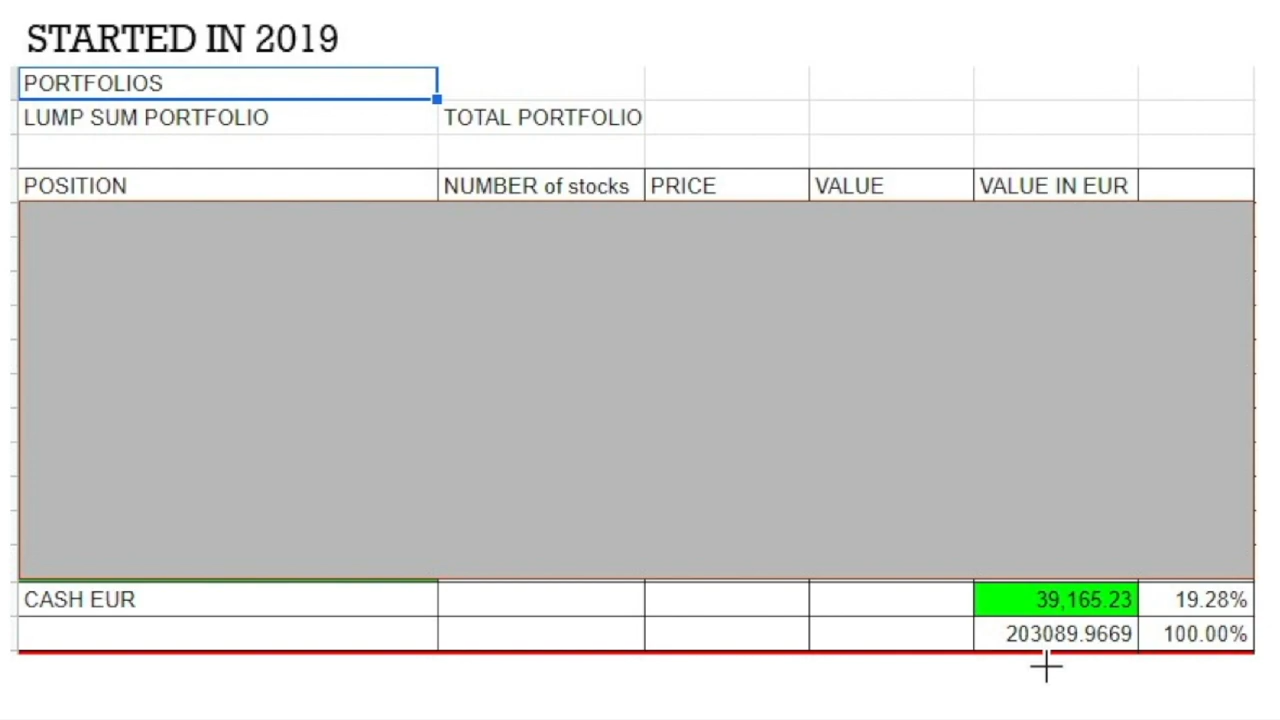 STARTED IN 2019
PORTFOLIOS
LUMP SUM PORTFOLIO TOTAL PORTFOLIO
POSITION NUMBER of stocks PRICE VALUE VALUE IN EUR
CASH EUR 39,165.23 19.28%
203089.9669 100.00%